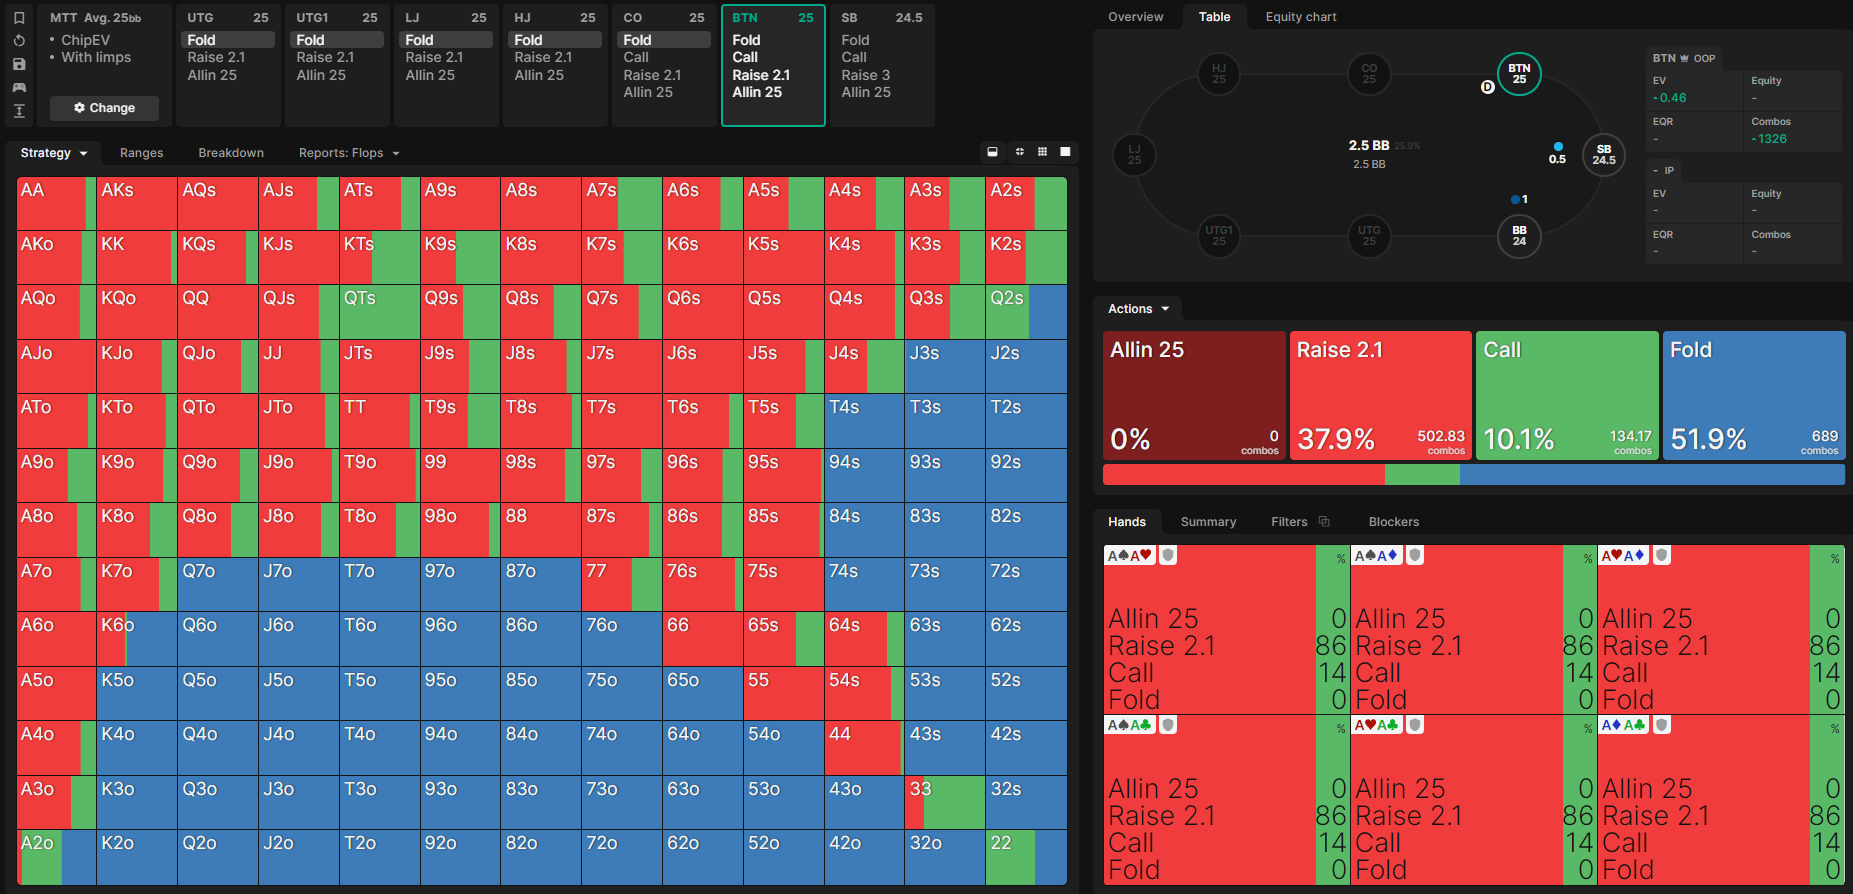 MTT Avg. 25bb
• ChipEV
• With limps
Change
UTG 25
Fold
Raise 2.1
Allin 25
UTG1 25
Fold
Raise 2.1
Allin 25
LJ 25
Fold
Raise 2.1
Allin 25
HJ 25
Fold
Raise 2.1
Allin 25
CO 25
Fold
Call
Raise 2.1
Allin 25
BTN 25
Fold
Call
Raise 2.1
Allin 25
SB 24.5
Fold
Call
Raise 3
Allin 25
Strategy Ranges Breakdown Reports: Flops
AA AKs AQs AJs ATs A9s A8s A7s A6s A5s A4s A3s A2s
AKo KK KQs KJs KTs K9s K8s K7s K6s K5s K4s K3s K2s
AQo KQo QQ QJs QTs Q9s Q8s Q7s Q6s Q5s Q4s Q3s Q2s
AJo KJo QJo JJ JTs J9s J8s J7s J6s J5s J4s J3s J2s
ATo KTo QTo JTo TT T9s T8s T7s T6s T5s T4s T3s T2s
A9o K9o Q9o J9o T9o 99 98s 97s 96s 95s 94s 93s 92s
A8o K8o Q8o J8o T8o 98o 88 87s 86s 85s 84s 83s 82s
A7o K7o Q7o J7o T7o 97o 87o 77 76s 75s 74s 73s 72s
A6o K6o Q6o J6o T6o 96o 86o 76o 66 65s 64s 63s 62s
A5o K5o Q5o J5o T5o 95o 85o 75o 65o 55 54s 53s 52s
A4o K4o Q4o J4o T4o 94o 84o 74o 64o 54o 44 43s 42s
A3o K3o Q3o J3o T3o 93o 83o 73o 63o 53o 43o 33 32s
A2o K2o Q2o J2o T2o 92o 82o 72o 62o 52o 42o 32o 22
Overview Table Equity chart
HJ
25
CO
25
BTN
25
D
LJ
25
2.5 BB 25.9%
2.5 BB
0.5
SB
24.5
1
UTG1
25
UTG
25
BB
24
BTN OOP
EV Equity
0.46 -
EQR Combos
- 1326
- IP
EV Equity
- -
EQR Combos
- -
Actions
Allin 25
0%
0
combos
Raise 2.1
37.9%
502.83
combos
Call
10.1%
134.17
combos
Fold
51.9%
689
combos
Hands Summary Filters Blockers
A♠A♥ %
Allin 25 0
Raise 2.1 86
Call 14
Fold 0
A♠A♦ %
Allin 25 0
Raise 2.1 86
Call 14
Fold 0
A♥A♦ %
Allin 25 0
Raise 2.1 86
Call 14
Fold 0
A♠A♣ %
Allin 25 0
Raise 2.1 86
Call 14
Fold 0
A♥A♣ %
Allin 25 0
Raise 2.1 86
Call 14
Fold 0
A♦A♣ %
Allin 25 0
Raise 2.1 86
Call 14
Fold 0